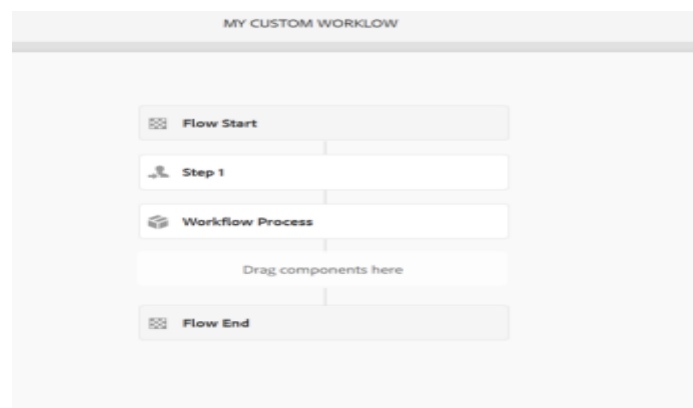 MY CUSTOM WORKLOW
Flow Start
Step 1
Workflow Process
Drag components here
Flow End